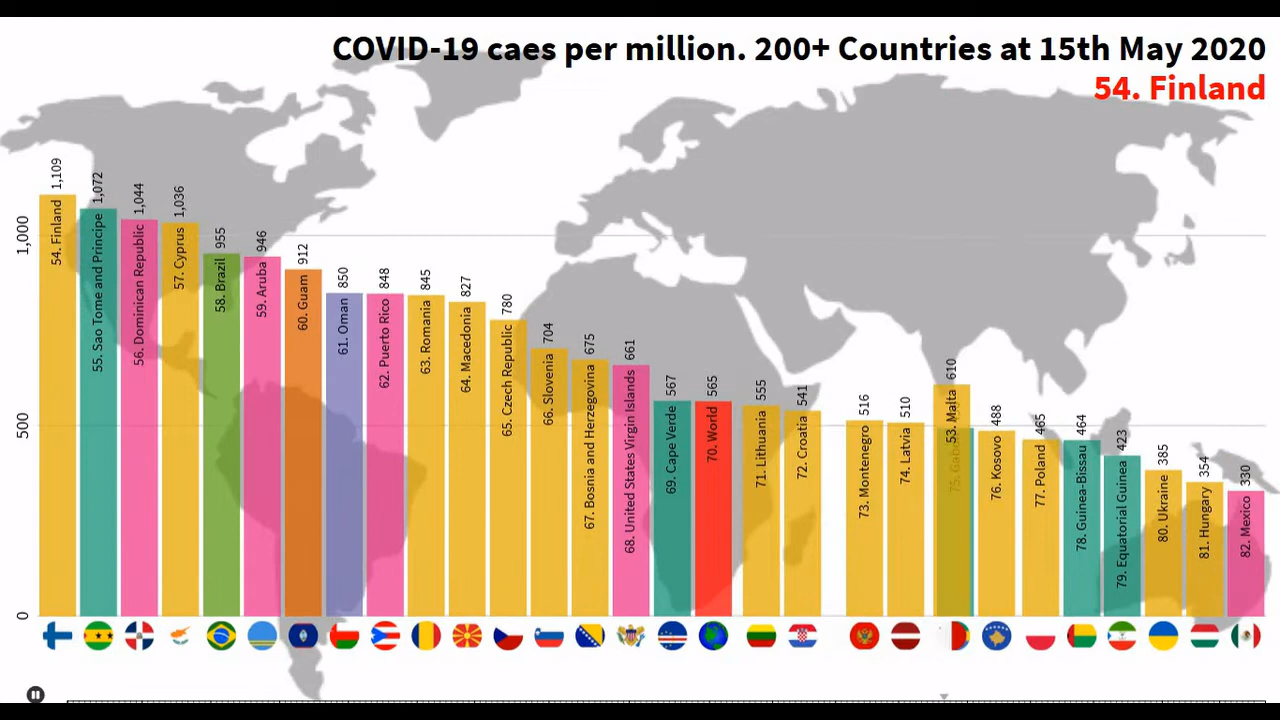 COVID-19 caes per million. 200+ Countries at 15th May 2020
54. Finland
1,000
500
0
54. Finland 1,109
55. Sao Tome and Principe 1,072
56. Dominican Republic 1,044
57. Cyprus 1,036
58. Brazil 955
59. Aruba 946
60. Guam 912
61. Oman 850
62. Puerto Rico 848
63. Romania 845
64. Macedonia 827
65. Czech Republic 780
66. Slovenia 704
67. Bosnia and Herzegovina 675
68. United States Virgin Islands 661
69. Cape Verde 567
70. World 565
71. Lithuania 555
72. Croatia 541
73. Montenegro 516
74. Latvia 510
53. Malta 610
75.
76. Kosovo 488
77. Poland 465
78. Guinea-Bissau 464
79. Equatorial Guinea 423
80. Ukraine 385
81. Hungary 354
82. Mexico 330